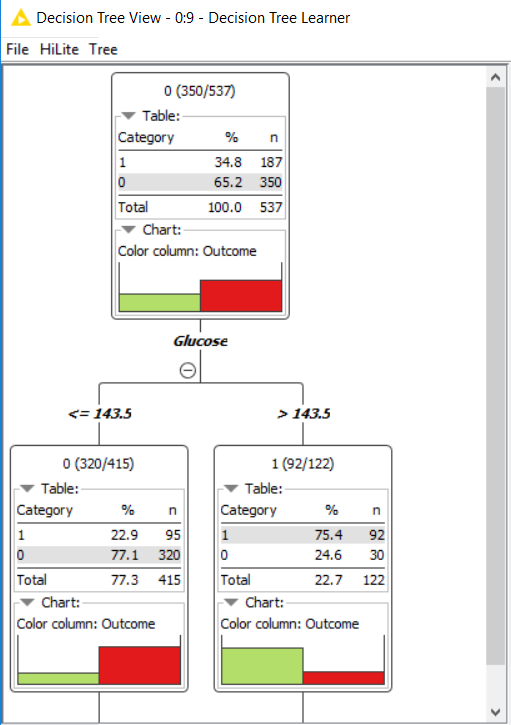 Decision Tree View - 0:9 - Decision Tree Learner
File HiLite Tree
0 (350/537)
Table:
Category % n
1 34.8 187
0 65.2 350
Total 100.0 537
Chart:
Color column: Outcome
Glucose
<= 143.5
> 143.5
0 (320/415)
Table:
Category % n
1 22.9 95
0 77.1 320
Total 77.3 415
Chart:
Color column: Outcome
1 (92/122)
Table:
Category % n
1 75.4 92
0 24.6 30
Total 22.7 122
Chart:
Color column: Outcome